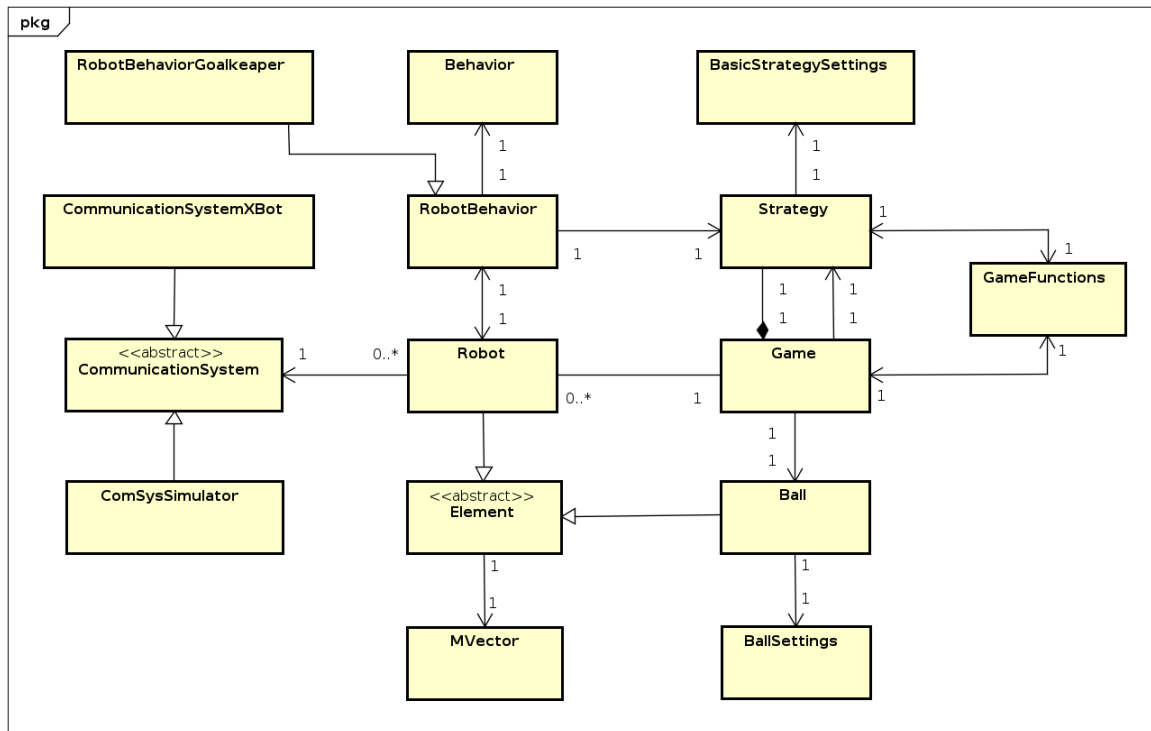 pkg
RobotBehaviorGoalkeaper
Behavior
BasicStrategySettings
1
1
1
1
CommunicationSystemXBot
RobotBehavior
Strategy
1
1
1
1
GameFunctions
1
1
1
1
1
1
<<abstract>>
CommunicationSystem
1
0..*
Robot
Game
1
0..*
1
1
1
1
ComSysSimulator
<<abstract>>
Element
Ball
1
1
1
1
MVector
BallSettings